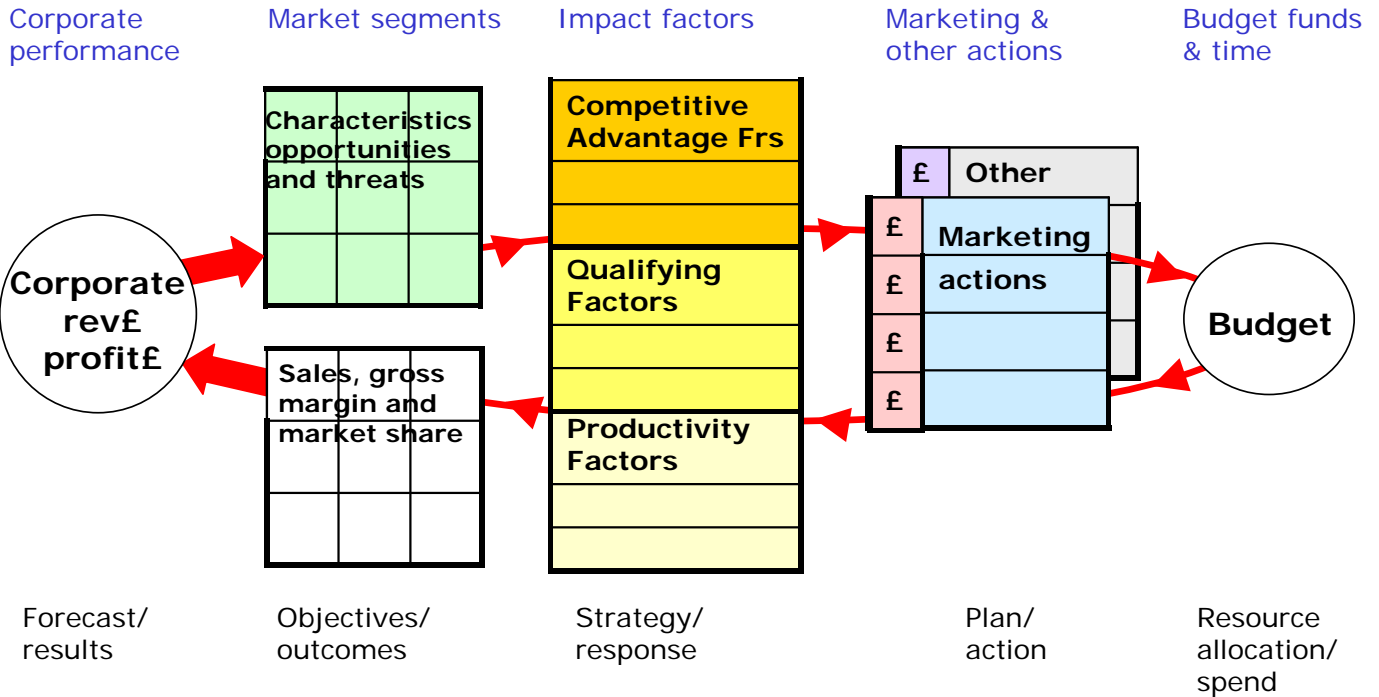 Corporate
performance
Market segments
Impact factors
Marketing &
other actions
Budget funds
& time
Corporate
rev£
profit£
Characteristics
opportunities
and threats
Sales, gross
margin and
market share
Competitive
Advantage Frs
Qualifying
Factors
Productivity
Factors
£ Other
£ Marketing
£ actions
£
£
Budget
Forecast/
results
Objectives/
outcomes
Strategy/
response
Plan/
action
Resource
allocation/
spend